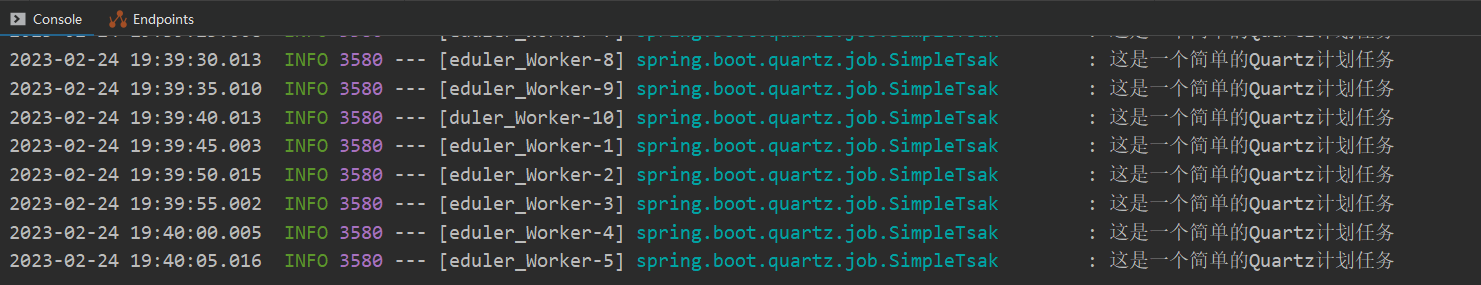 Console Endpoints
2023-02-24 19:39:30.013  INFO 3580 --- [eduler_Worker-8] spring.boot.quartz.job.SimpleTsak        : 这是一个简单的Quartz计划任务
2023-02-24 19:39:35.010  INFO 3580 --- [eduler_Worker-9] spring.boot.quartz.job.SimpleTsak        : 这是一个简单的Quartz计划任务
2023-02-24 19:39:40.013  INFO 3580 --- [duler_Worker-10] spring.boot.quartz.job.SimpleTsak        : 这是一个简单的Quartz计划任务
2023-02-24 19:39:45.003  INFO 3580 --- [eduler_Worker-1] spring.boot.quartz.job.SimpleTsak        : 这是一个简单的Quartz计划任务
2023-02-24 19:39:50.015  INFO 3580 --- [eduler_Worker-2] spring.boot.quartz.job.SimpleTsak        : 这是一个简单的Quartz计划任务
2023-02-24 19:39:55.002  INFO 3580 --- [eduler_Worker-3] spring.boot.quartz.job.SimpleTsak        : 这是一个简单的Quartz计划任务
2023-02-24 19:40:00.005  INFO 3580 --- [eduler_Worker-4] spring.boot.quartz.job.SimpleTsak        : 这是一个简单的Quartz计划任务
2023-02-24 19:40:05.016  INFO 3580 --- [eduler_Worker-5] spring.boot.quartz.job.SimpleTsak        : 这是一个简单的Quartz计划任务